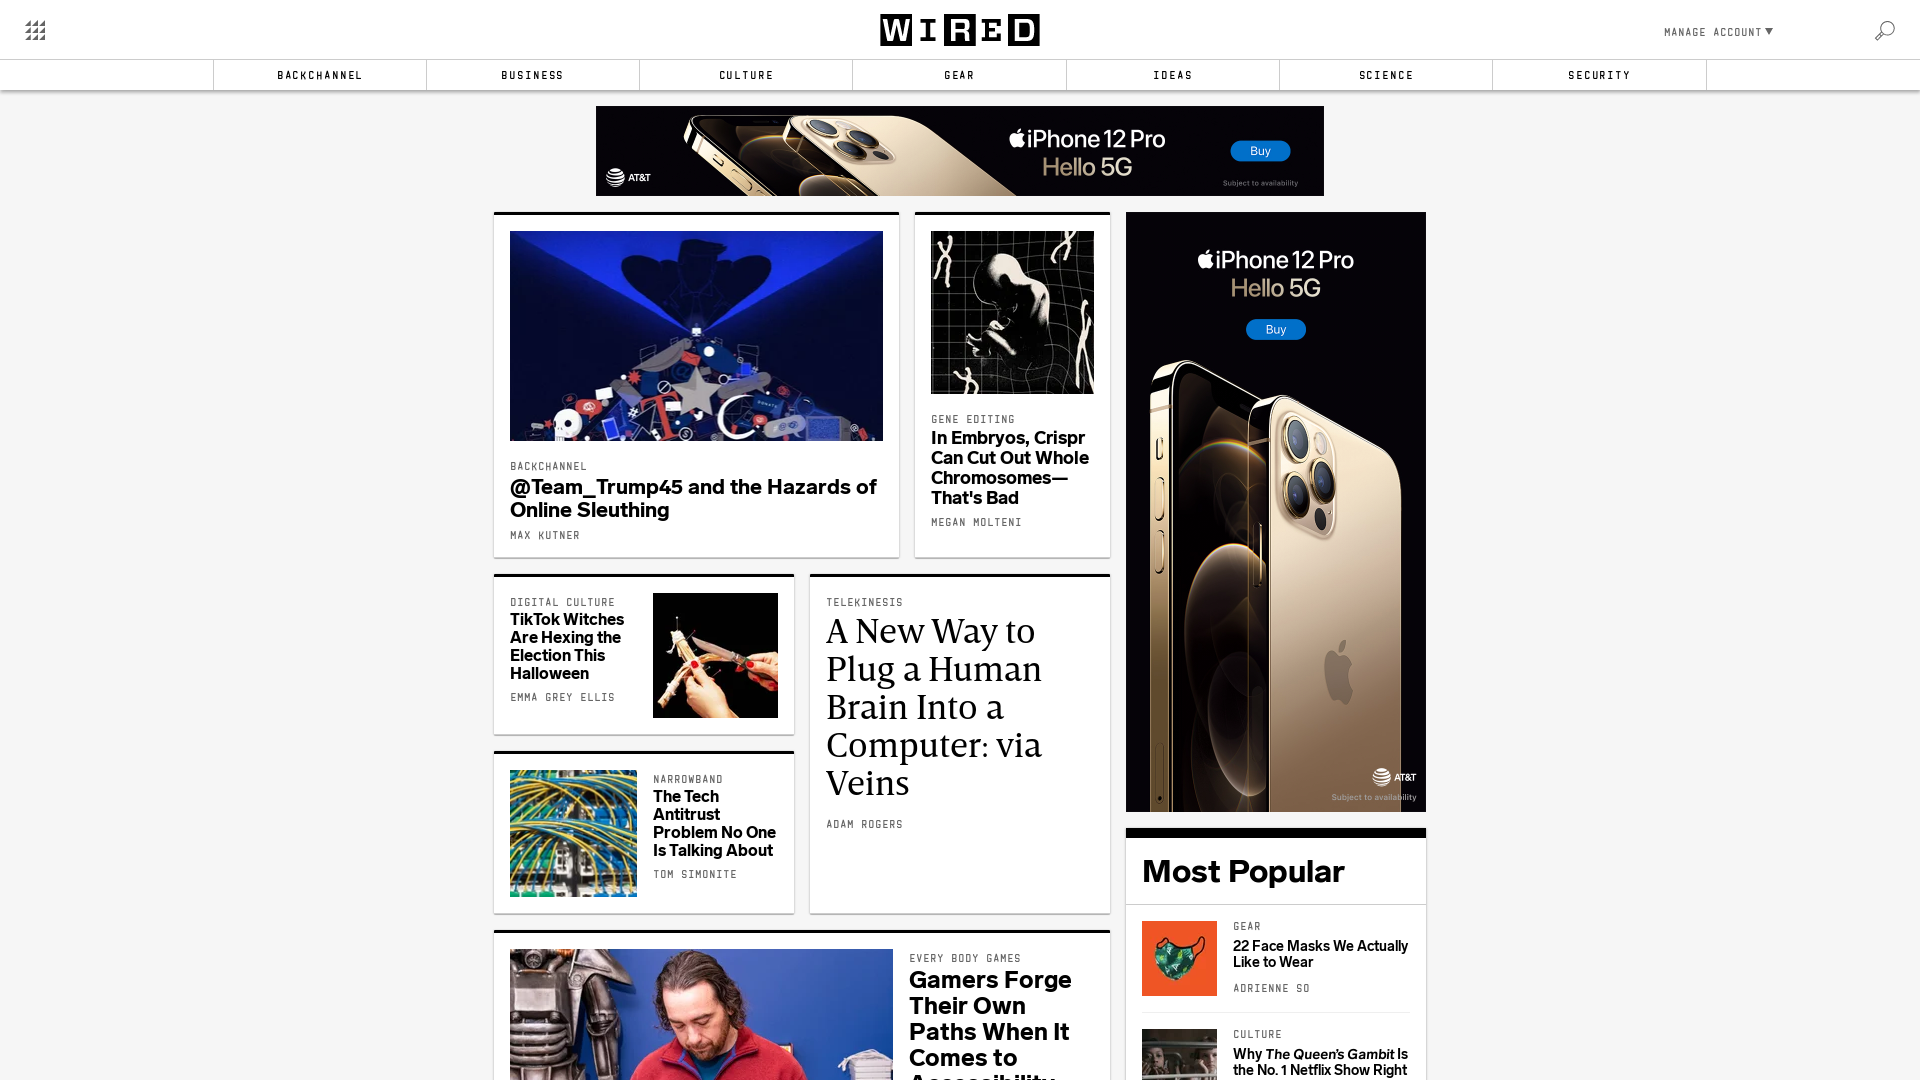 WIRED
MANAGE ACCOUNT
BACKCHANNEL
BUSINESS
CULTURE
GEAR
IDEAS
SCIENCE
SECURITY
iPhone 12 Pro
Hello 5G
Buy
AT&T
Subject to availability
BACKCHANNEL
@Team_Trump45 and the Hazards of
Online Sleuthing
MAX KUTNER
GENE EDITING
In Embryos, Crispr
Can Cut Out Whole
Chromosomes—
That's Bad
MEGAN MOLTENI
iPhone 12 Pro
Hello 5G
Buy
AT&T
Subject to availability
DIGITAL CULTURE
TikTok Witches
Are Hexing the
Election This
Halloween
EMMA GREY ELLIS
TELEKINESIS
A New Way to
Plug a Human
Brain Into a
Computer: via
Veins
ADAM ROGERS
NARROWBAND
The Tech
Antitrust
Problem No One
Is Talking About
TOM SIMONITE
Most Popular
GEAR
22 Face Masks We Actually
Like to Wear
ADRIENNE SO
CULTURE
Why The Queen's Gambit Is
the No. 1 Netflix Show Right
EVERY BODY GAMES
Gamers Forge
Their Own
Paths When It
Comes to
Accessibility